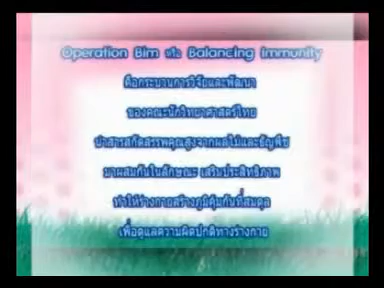 Operation Bim หรือ Balancing immunity
คือกระบวนการวิจัยและพัฒนา
ของคณะนักวิทยาศาสตร์ไทย
นำสารสกัดสรรพคุณสูงจากผลไม้และธัญพืช
มาผสมกันในลักษณะ เสริมประสิทธิภาพ
ทำให้ร่างกายสร้างภูมิคุ้มกันที่สมดุล
เพื่อดูแลความผิดปกติทางร่างกาย